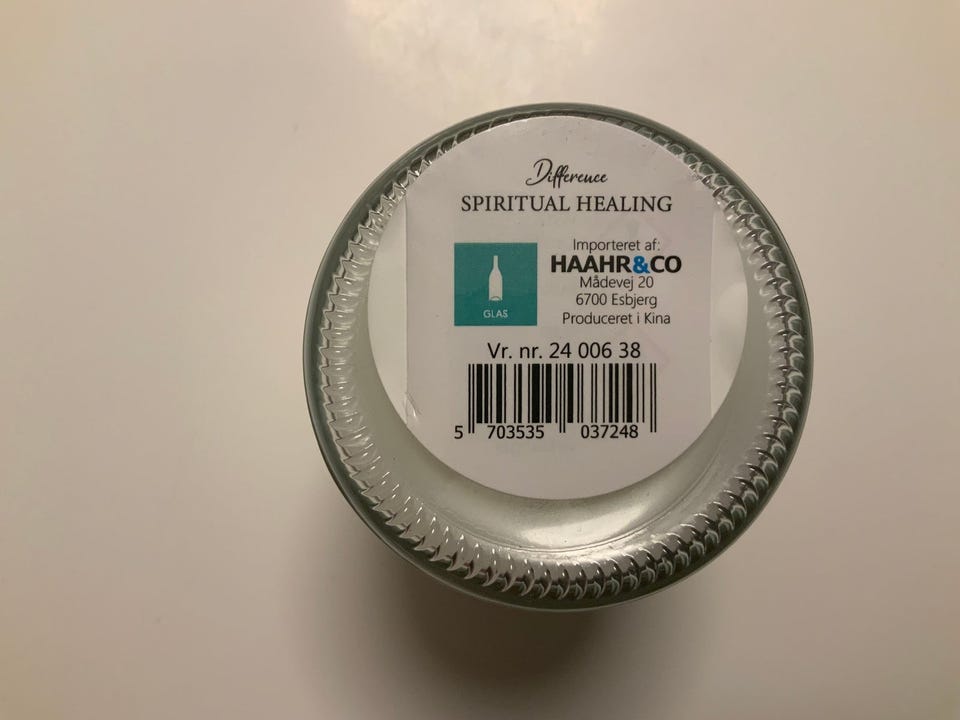 Difference
SPIRITUAL HEALING
GLAS
Importeret af:
HAAHR&CO
Mådevej 20
6700 Esbjerg
Produceret i Kina
Vr. nr. 24 006 38
5 703535 037248